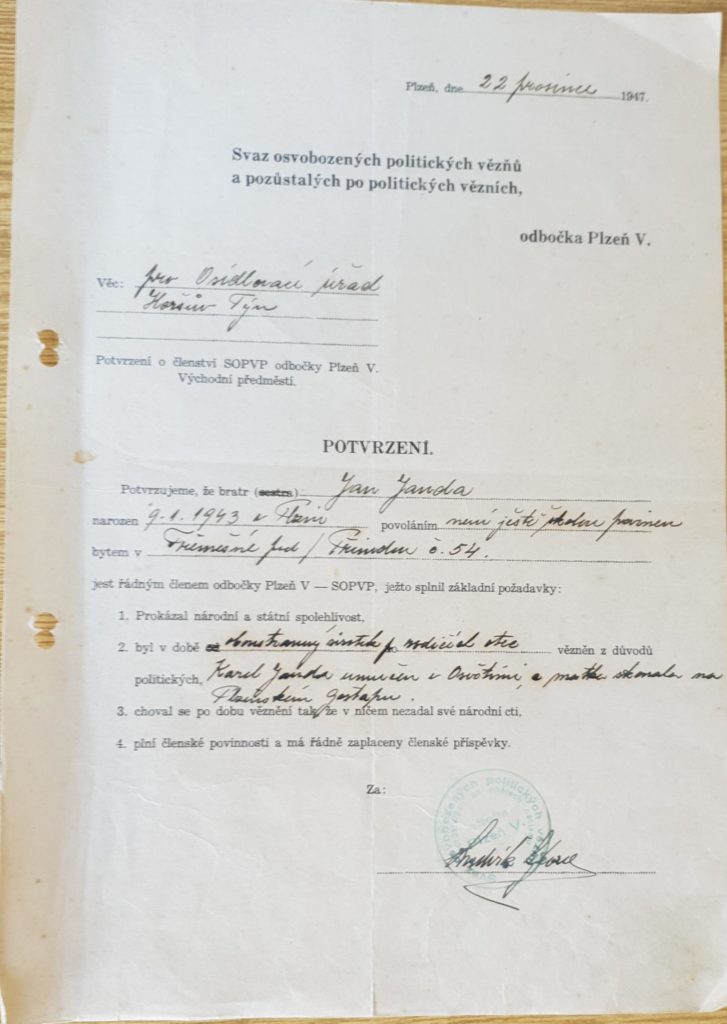 Plzeň, dne 22 prosince 1947.
Svaz osvobozených politických vězňů
a pozůstalých po politických vězních,
odbočka Plzeň V.
Věc: pro Osidlovací úřad
Horšův Týn
Potvrzení o členství SOPVP odbočky Plzeň V.
Východní předměstí.
POTVRZENÍ.
Potvrzujeme, že bratr (sestra): Jan Janda
narozen 9.1.1943 v Plzni povoláním není ještě školou povinen
bytem v Třemešné pod/Přimdou č. 54.
jest řádným členem odbočky Plzeň V — SOPVP, ježto splnil základní požadavky:
1. Prokázal národní a státní spolehlivost,
2. byl v době oboustranný sirotek po rodičích otec vězněn z důvodů
politických, Karel Janda umučen v Osvětimi a matka skonala na
Plzeňském Gestapu.
3. choval se po dobu věznění tak, že v ničem nezadal své národní cti,
4. plní členské povinnosti a má řádně zaplaceny členské příspěvky.
Za:
Plzeň V.
Ludvík